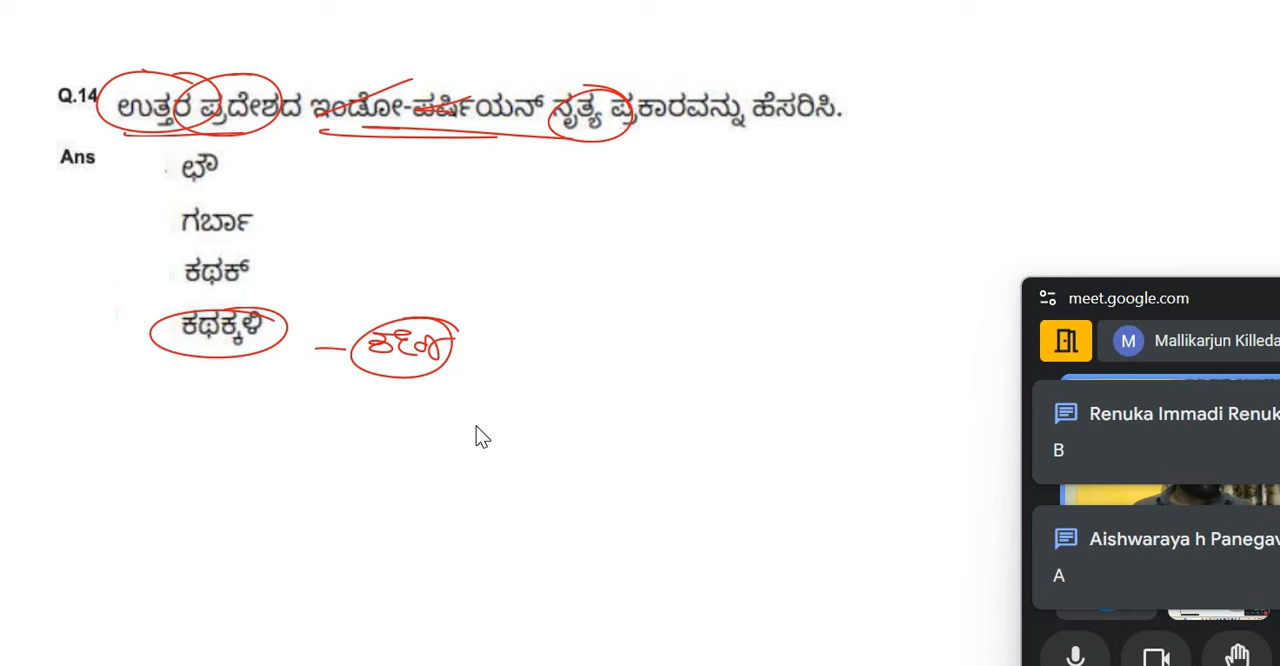 Q.14 ಉತ್ತರ ಪ್ರದೇಶದ ಇಂಡೋ-ಪರ್ಷಿಯನ್ ನೃತ್ಯ ಪ್ರಕಾರವನ್ನು ಹೆಸರಿಸಿ.
Ans
ಛೌ
ಗರ್ಬಾ
ಕಥಕ್
ಕಥಕ್ಕಳಿ
meet.google.com
M Mallikarjun Killeda
Renuka Immadi Renuk
B
Aishwaraya h Panegav
A